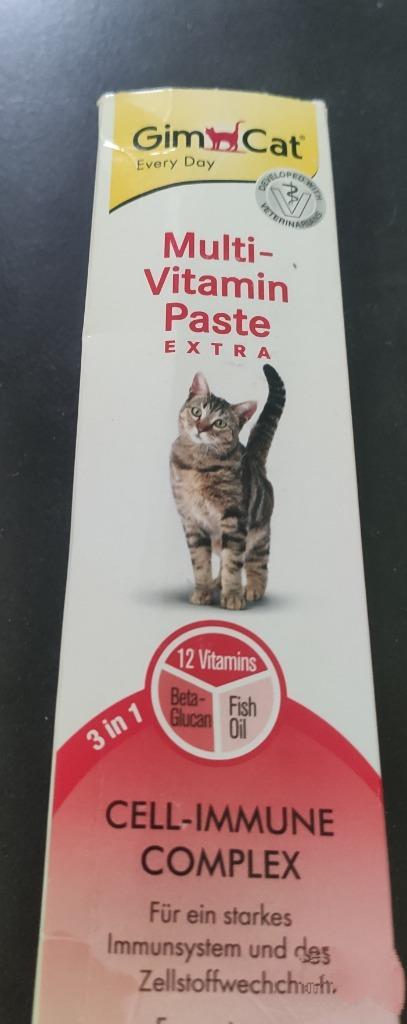 GimCat®
Every Day
DEVELOPED WITH VETERINARIANS
Multi-
Vitamin
Paste
EXTRA
12 Vitamins
Beta-
Glucan
Fish
Oil
3 in 1
CELL-IMMUNE
COMPLEX
Für ein starkes
Immunsystem und des